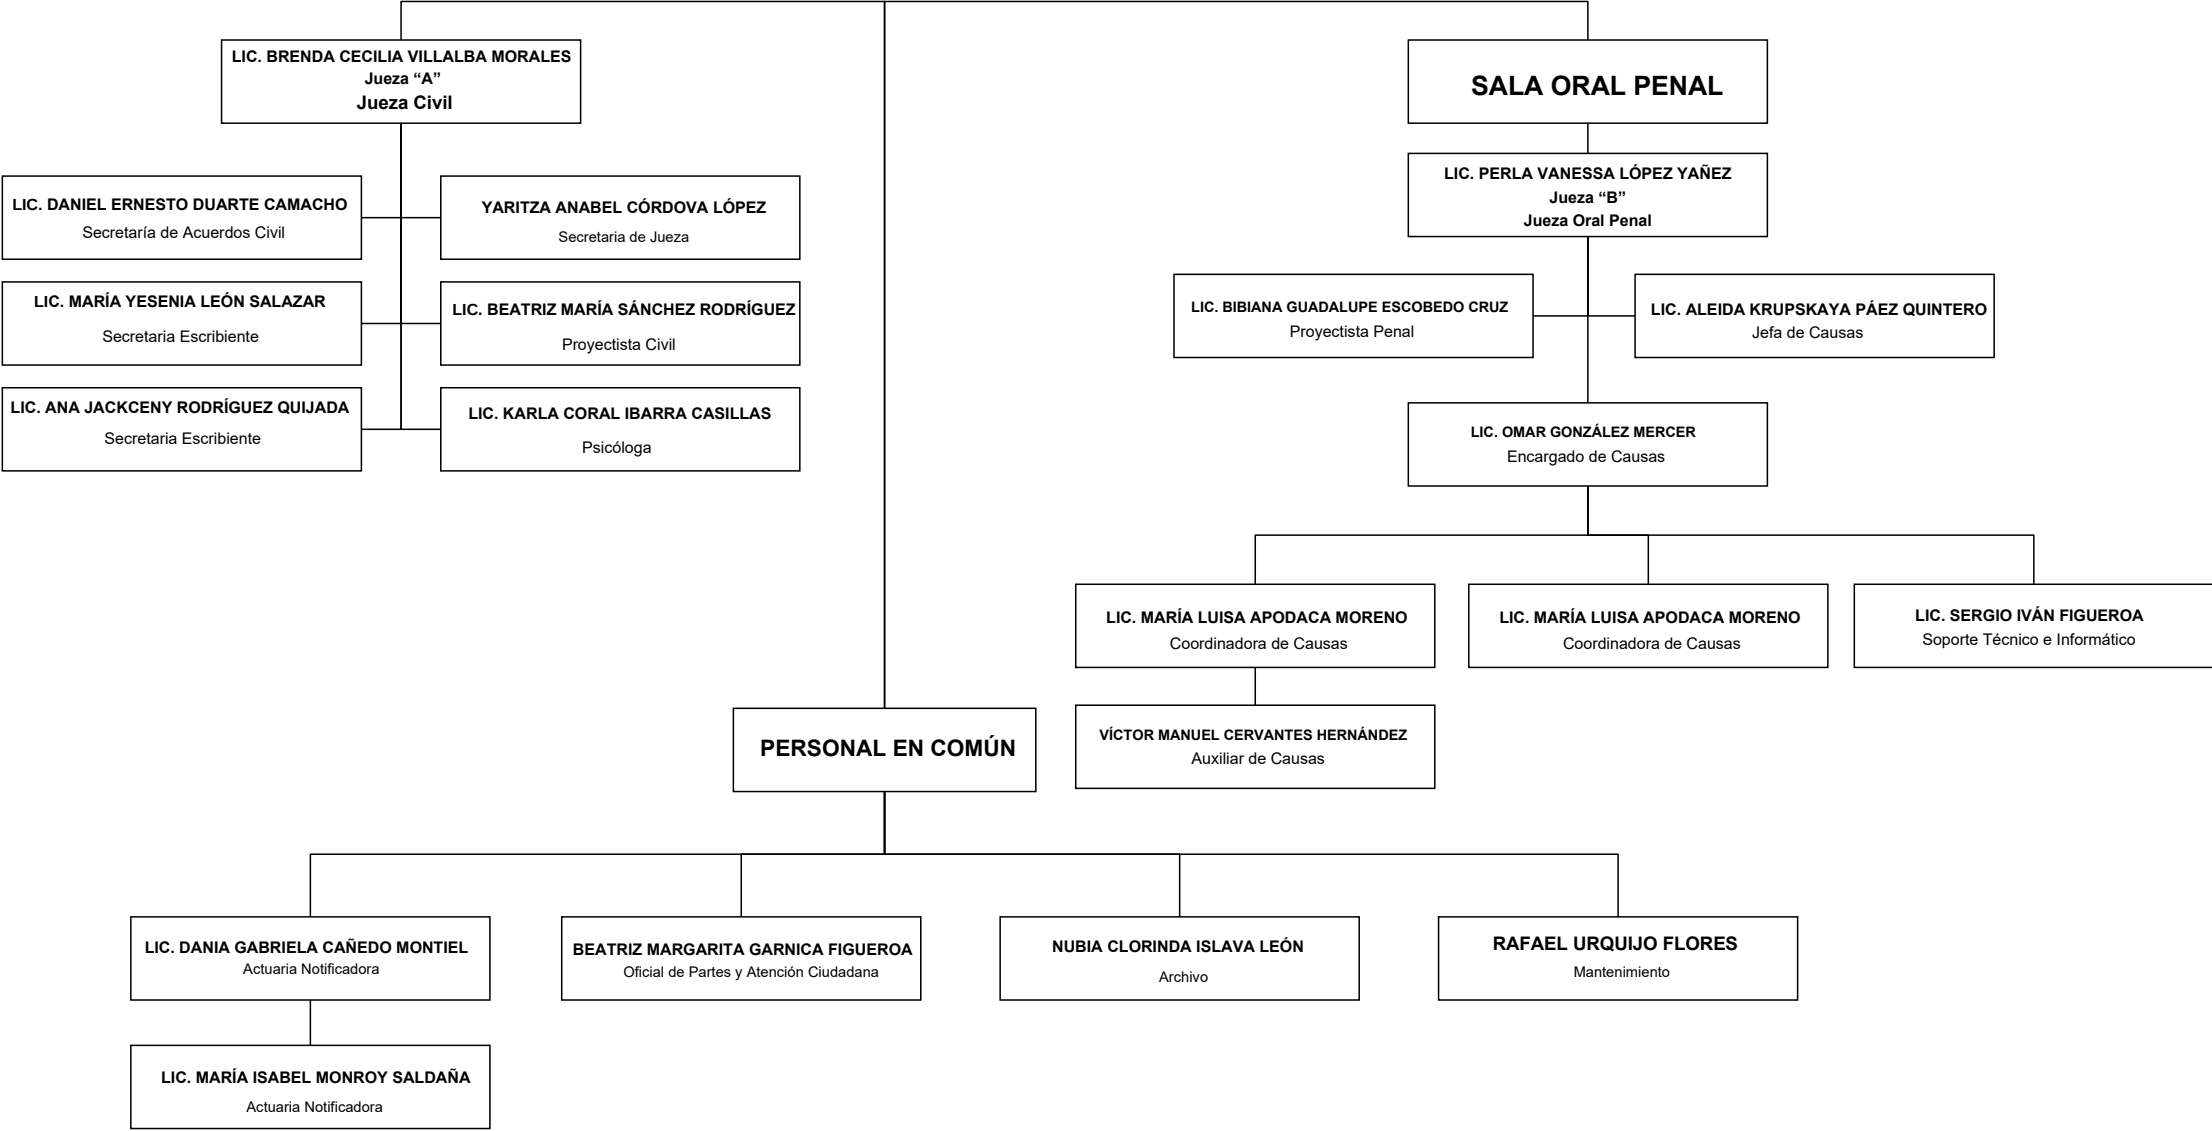 LIC. BRENDA CECILIA VILLALBA MORALES
Jueza “A”
Jueza Civil
LIC. DANIEL ERNESTO DUARTE CAMACHO
Secretaría de Acuerdos Civil
YARITZA ANABEL CÓRDOVA LÓPEZ
Secretaria de Jueza
LIC. MARÍA YESENIA LEÓN SALAZAR
Secretaria Escribiente
LIC. BEATRIZ MARÍA SÁNCHEZ RODRÍGUEZ
Proyectista Civil
LIC. ANA JACKCENY RODRÍGUEZ QUIJADA
Secretaria Escribiente
LIC. KARLA CORAL IBARRA CASILLAS
Psicóloga
SALA ORAL PENAL
LIC. PERLA VANESSA LÓPEZ YAÑEZ
Jueza “B”
Jueza Oral Penal
LIC. BIBIANA GUADALUPE ESCOBEDO CRUZ
Proyectista Penal
LIC. ALEIDA KRUPSKAYA PÁEZ QUINTERO
Jefa de Causas
LIC. OMAR GONZÁLEZ MERCER
Encargado de Causas
LIC. MARÍA LUISA APODACA MORENO
Coordinadora de Causas
LIC. MARÍA LUISA APODACA MORENO
Coordinadora de Causas
LIC. SERGIO IVÁN FIGUEROA
Soporte Técnico e Informático
VÍCTOR MANUEL CERVANTES HERNÁNDEZ
Auxiliar de Causas
PERSONAL EN COMÚN
LIC. DANIA GABRIELA CAÑEDO MONTIEL
Actuaria Notificadora
BEATRIZ MARGARITA GARNICA FIGUEROA
Oficial de Partes y Atención Ciudadana
NUBIA CLORINDA ISLAVA LEÓN
Archivo
RAFAEL URQUIJO FLORES
Mantenimiento
LIC. MARÍA ISABEL MONROY SALDAÑA
Actuaria Notificadora